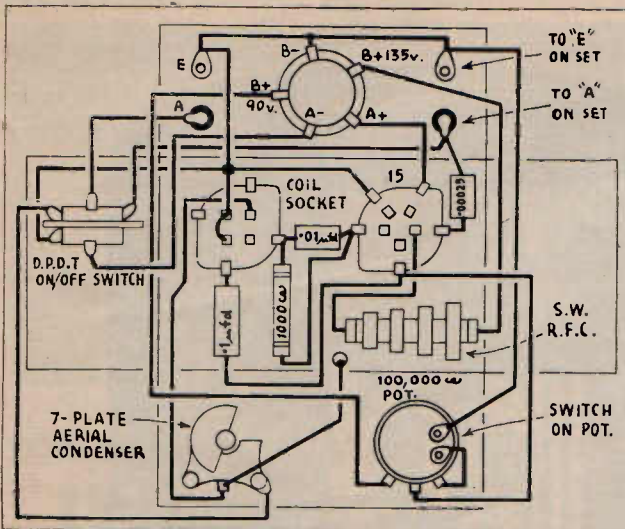 B-
B+135v.
TO "E"
ON SET
E
B+
90v.
A
A-
A+
TO "A"
ON SET
COIL
SOCKET
15
.00025
.01µfd
D.P.D.T
ON/OFF SWITCH
.1µfd
1000ω
S.W.
R.F.C.
100,000ω
POT.
7-PLATE
AERIAL
CONDENSER
SWITCH
ON POT.